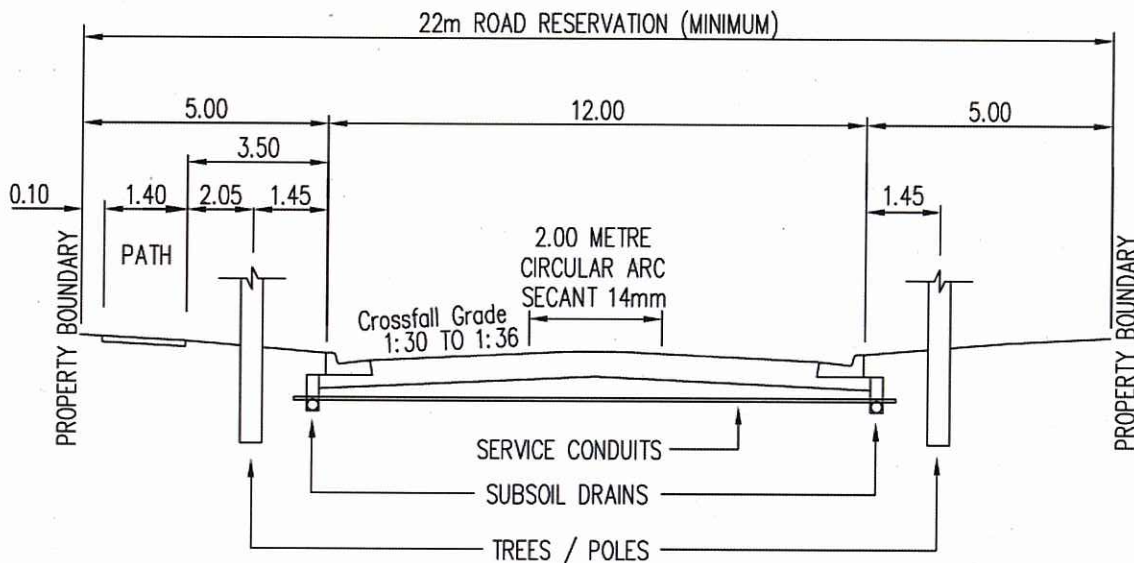 22m ROAD RESERVATION (MINIMUM)
5.00
12.00
5.00
3.50
0.10
1.40
2.05
1.45
1.45
PATH
2.00 METRE
CIRCULAR ARC
SECANT 14mm
Crossfall Grade
1:30 TO 1:36
PROPERTY BOUNDARY
PROPERTY BOUNDARY
SERVICE CONDUITS
SUBSOIL DRAINS
TREES / POLES